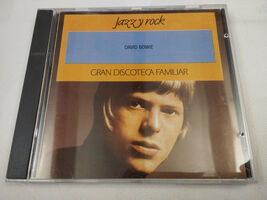 Jazz y rock
DAVID BOWIE
GRAN DISCOTECA FAMILIAR